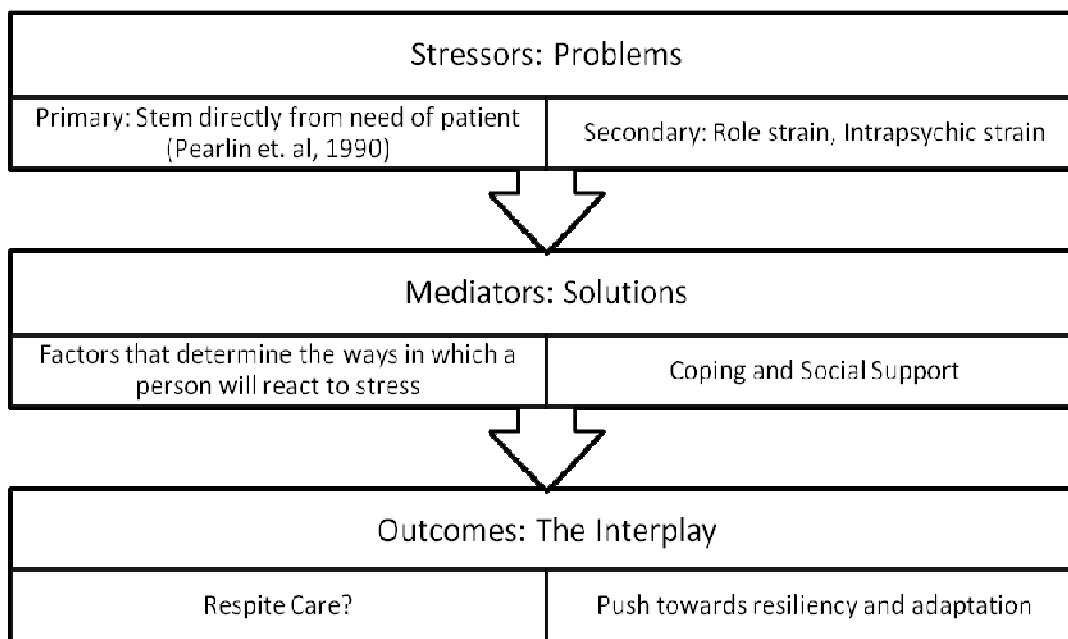 Stressors: Problems
Primary: Stem directly from need of patient
(Pearlin et. al, 1990)
Secondary: Role strain, Intrapsychic strain
Mediators: Solutions
Factors that determine the ways in which a
person will react to stress
Coping and Social Support
Outcomes: The Interplay
Respite Care?
Push towards resiliency and adaptation